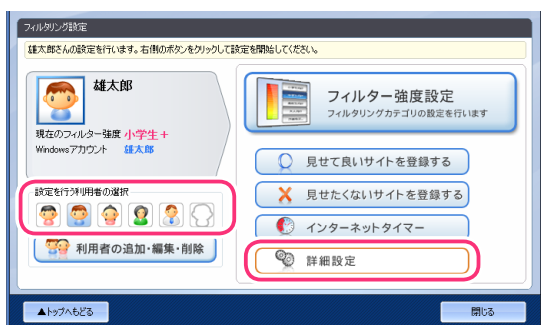 フィルタリング設定
雄太郎さんの設定を行います。右側のボタンをクリックして設定を開始してください。
雄太郎
現在のフィルター強度 小学生+
Windowsアカウント 雄太郎
設定を行う利用者の選択
利用者の追加・編集・削除
フィルター強度設定
フィルタリングカテゴリの設定を行います
見せて良いサイトを登録する
見せたくないサイトを登録する
インターネットタイマー
詳細設定
▲トップへもどる
閉じる